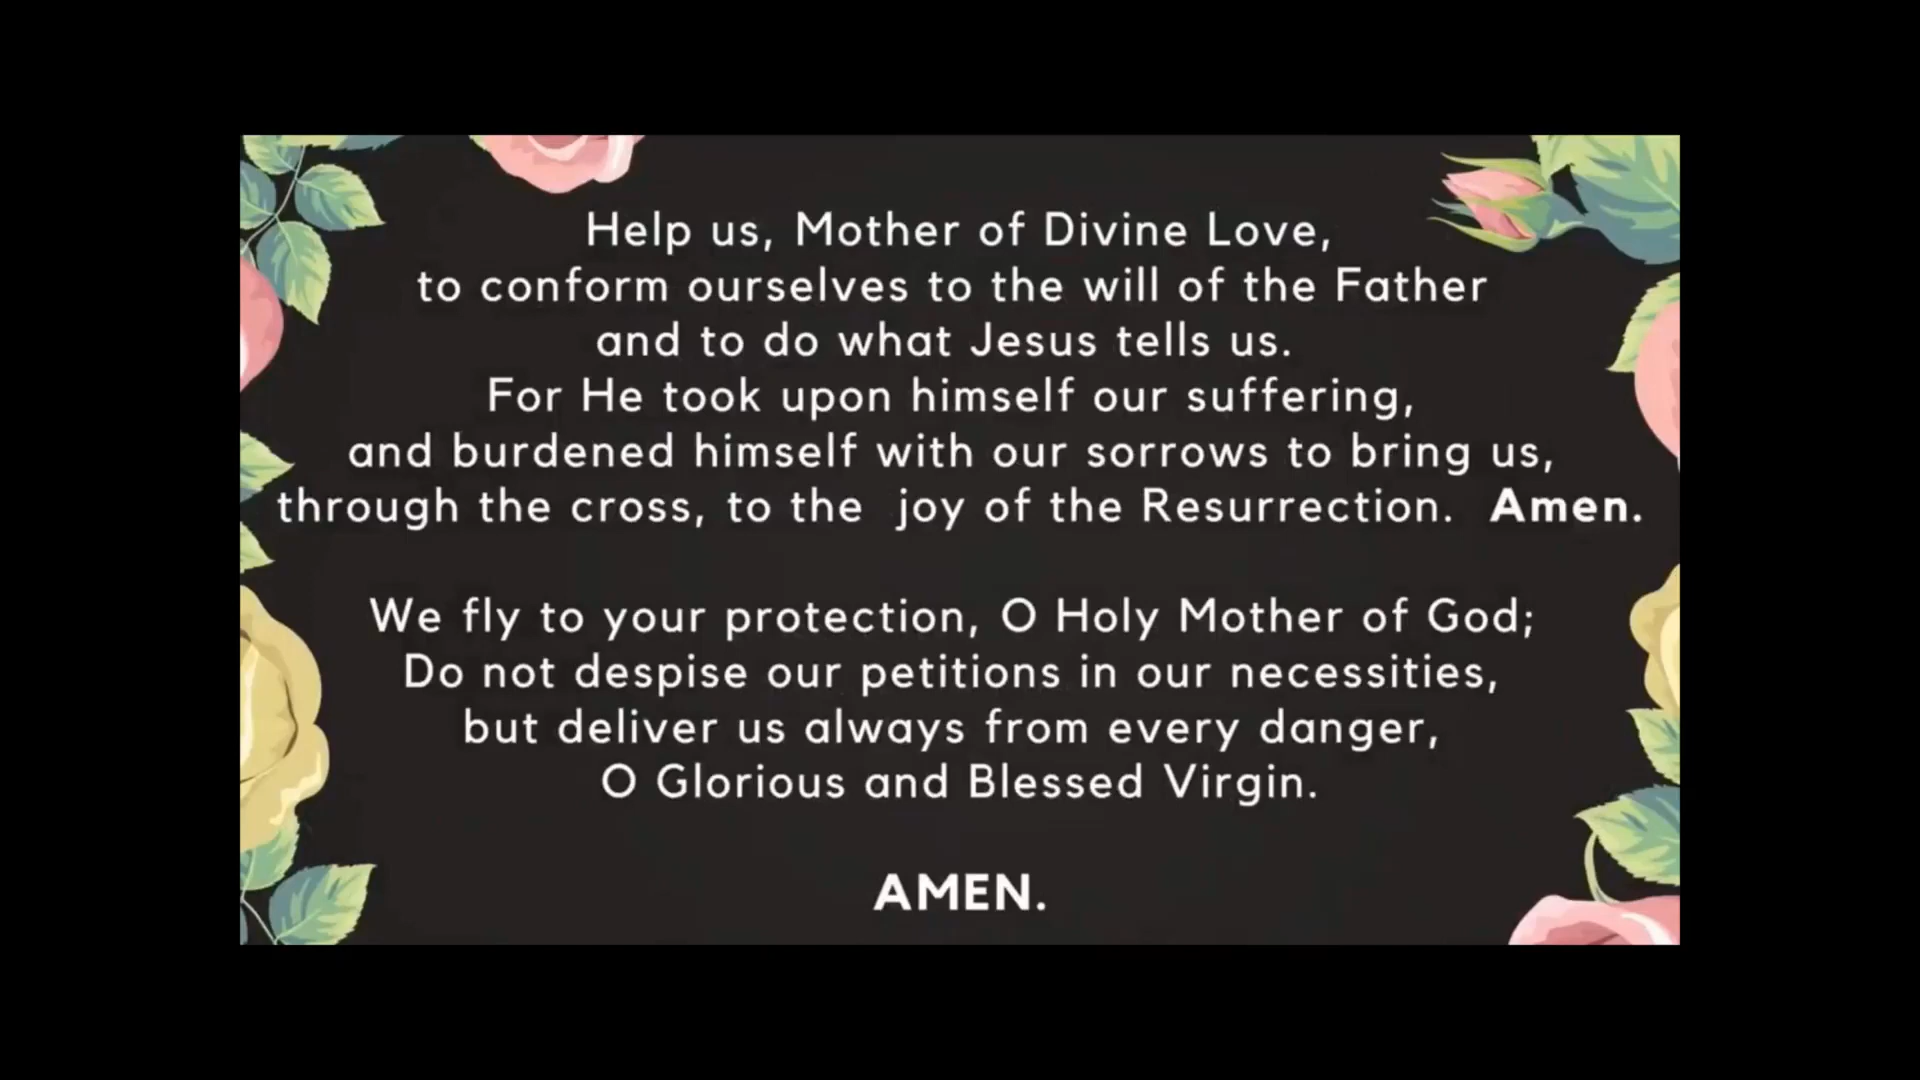 Help us, Mother of Divine Love,
to conform ourselves to the will of the Father
and to do what Jesus tells us.
For He took upon himself our suffering,
and burdened himself with our sorrows to bring us,
through the cross, to the joy of the Resurrection. Amen.
We fly to your protection, O Holy Mother of God;
Do not despise our petitions in our necessities,
but deliver us always from every danger,
O Glorious and Blessed Virgin.
AMEN.